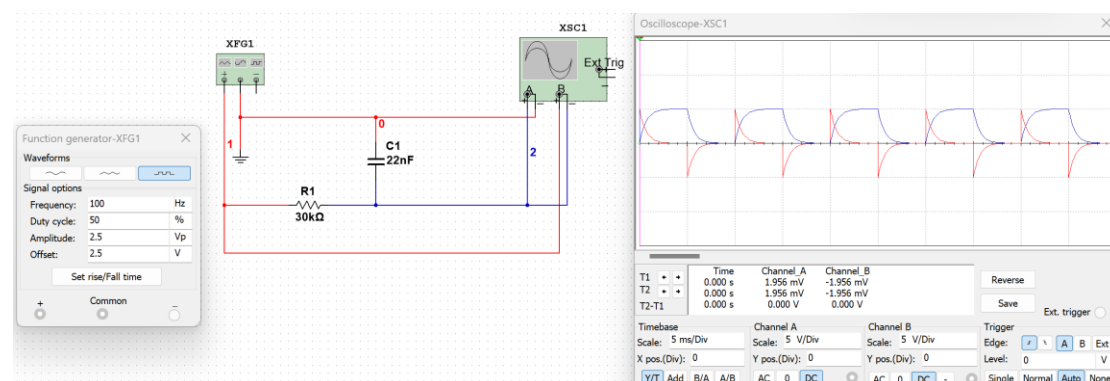 XFG1
XSC1
Ext Trig
A B
1
0
C1
22nF
2
R1
30kΩ
Function generator-XFG1
Waveforms
Signal options
Frequency: 100 Hz
Duty cycle: 50 %
Amplitude: 2.5 Vp
Offset: 2.5 V
Set rise/Fall time
+ Common −
Oscilloscope-XSC1
Time Channel_A Channel_B
T1 0.000 s 1.956 mV -1.956 mV
T2 0.000 s 1.956 mV -1.956 mV
T2-T1 0.000 s 0.000 V 0.000 V
Reverse
Save
Ext. trigger
Timebase Channel A Channel B Trigger
Scale: 5 ms/Div Scale: 5 V/Div Scale: 5 V/Div Edge: A B Ext
X pos.(Div): 0 Y pos.(Div): 0 Y pos.(Div): 0 Level: 0 V
Y/T Add B/A A/B AC 0 DC AC 0 DC - Single Normal Auto None